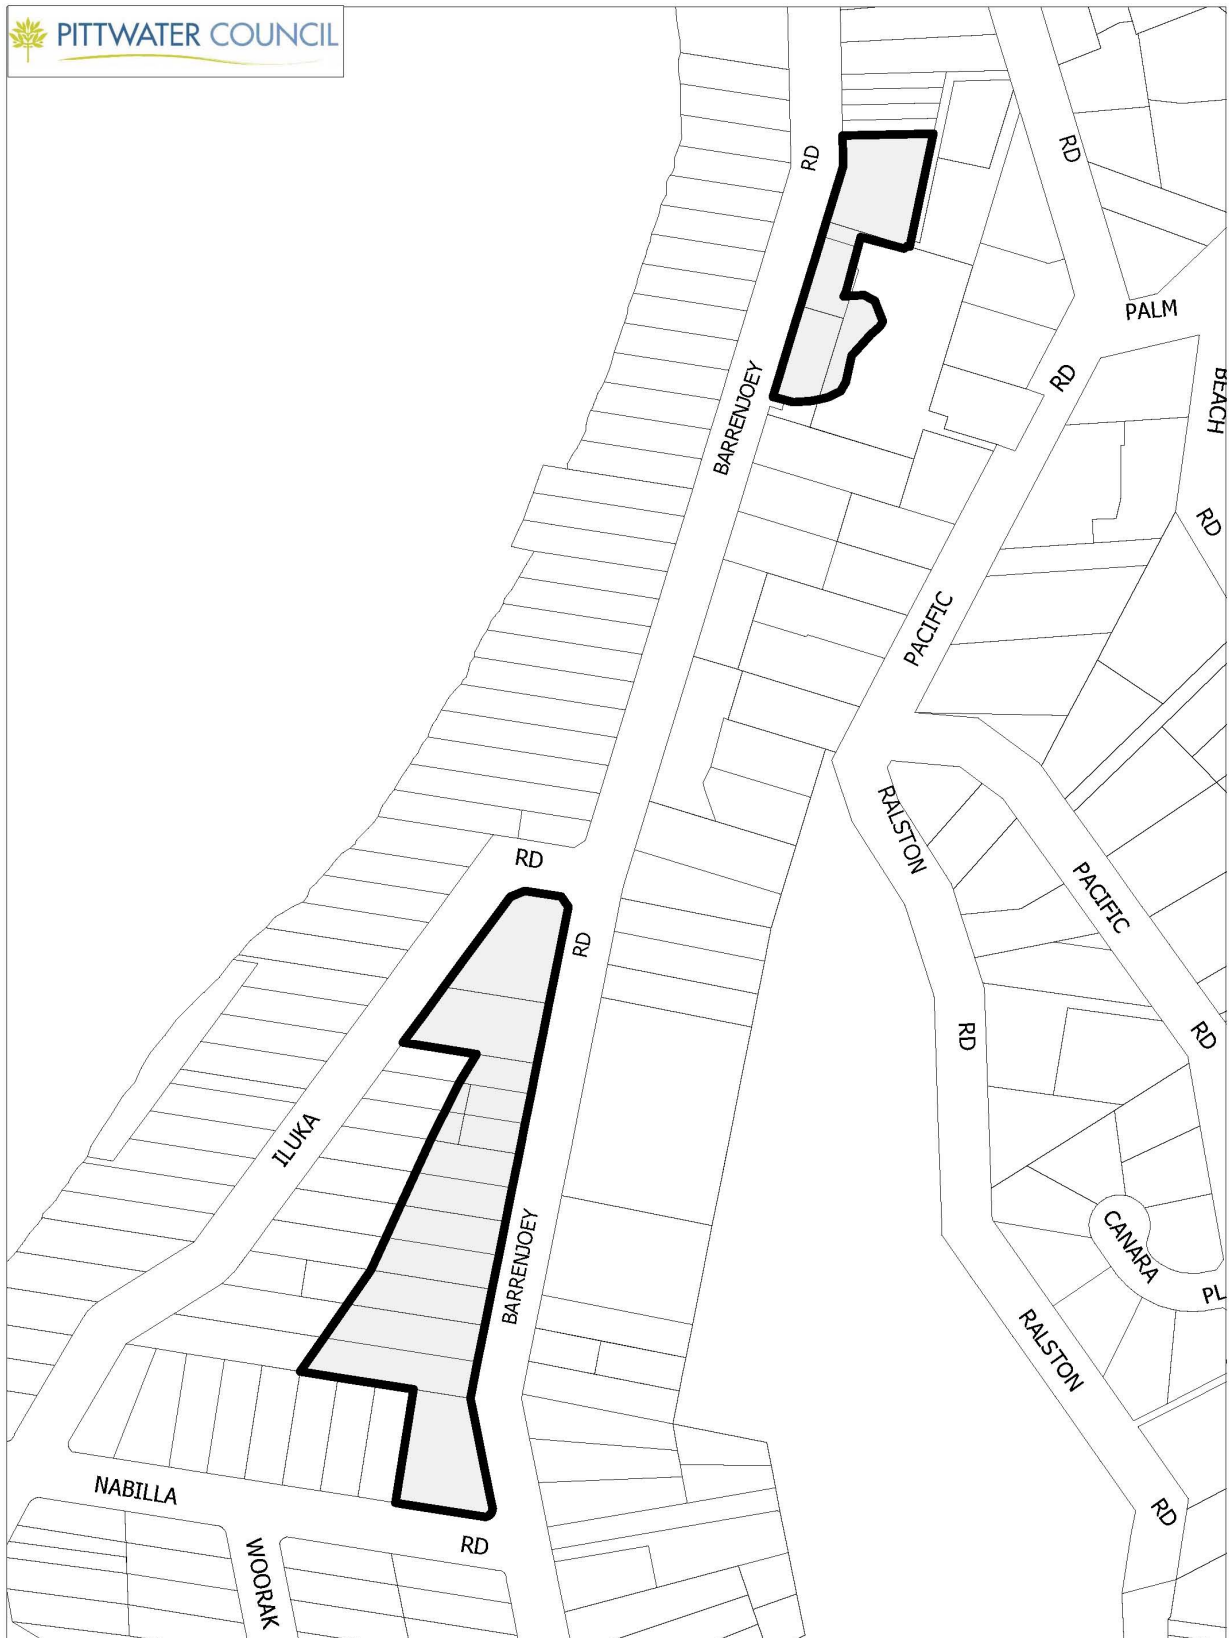 PITTWATER COUNCIL
RD
RD
PALM
RD
BEACH
BARRENJOEY
RD
PACIFIC
RALSTON
RD
PACIFIC
RD
RD
RD
ILUKA
CANARA
BARRENJOEY
PL
RALSTON
NABILLA
RD
RD
WOORAK